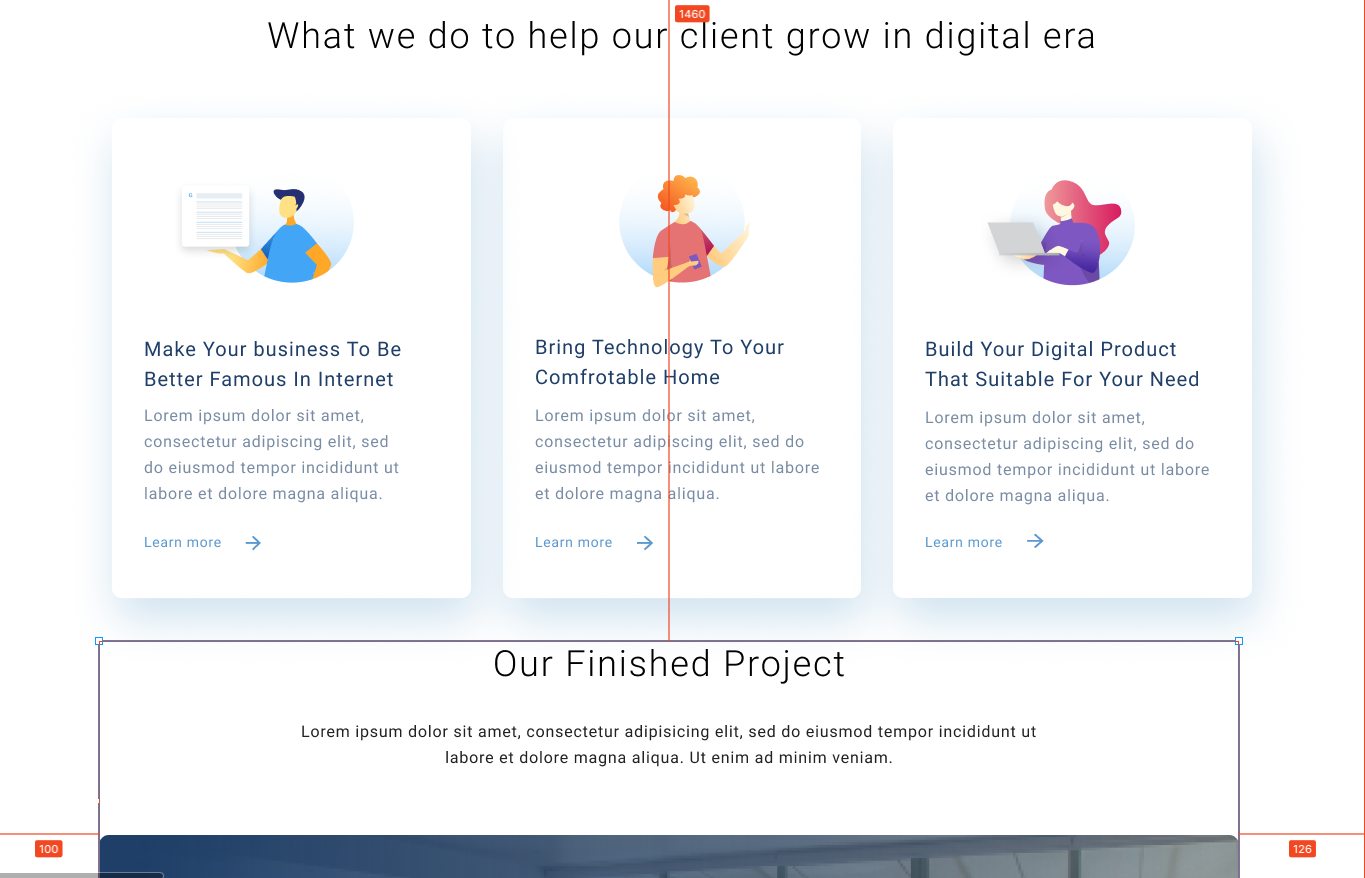 1460
What we do to help our client grow in digital era
G
Make Your business To Be
Better Famous In Internet
Lorem ipsum dolor sit amet,
consectetur adipiscing elit, sed
do eiusmod tempor incididunt ut
labore et dolore magna aliqua.
Learn more
Bring Technology To Your
Comfrotable Home
Lorem ipsum dolor sit amet,
consectetur adipiscing elit, sed do
eiusmod tempor incididunt ut labore
et dolore magna aliqua.
Learn more
Build Your Digital Product
That Suitable For Your Need
Lorem ipsum dolor sit amet,
consectetur adipiscing elit, sed do
eiusmod tempor incididunt ut labore
et dolore magna aliqua.
Learn more
Our Finished Project
Lorem ipsum dolor sit amet, consectetur adipisicing elit, sed do eiusmod tempor incididunt ut
labore et dolore magna aliqua. Ut enim ad minim veniam.
100
126